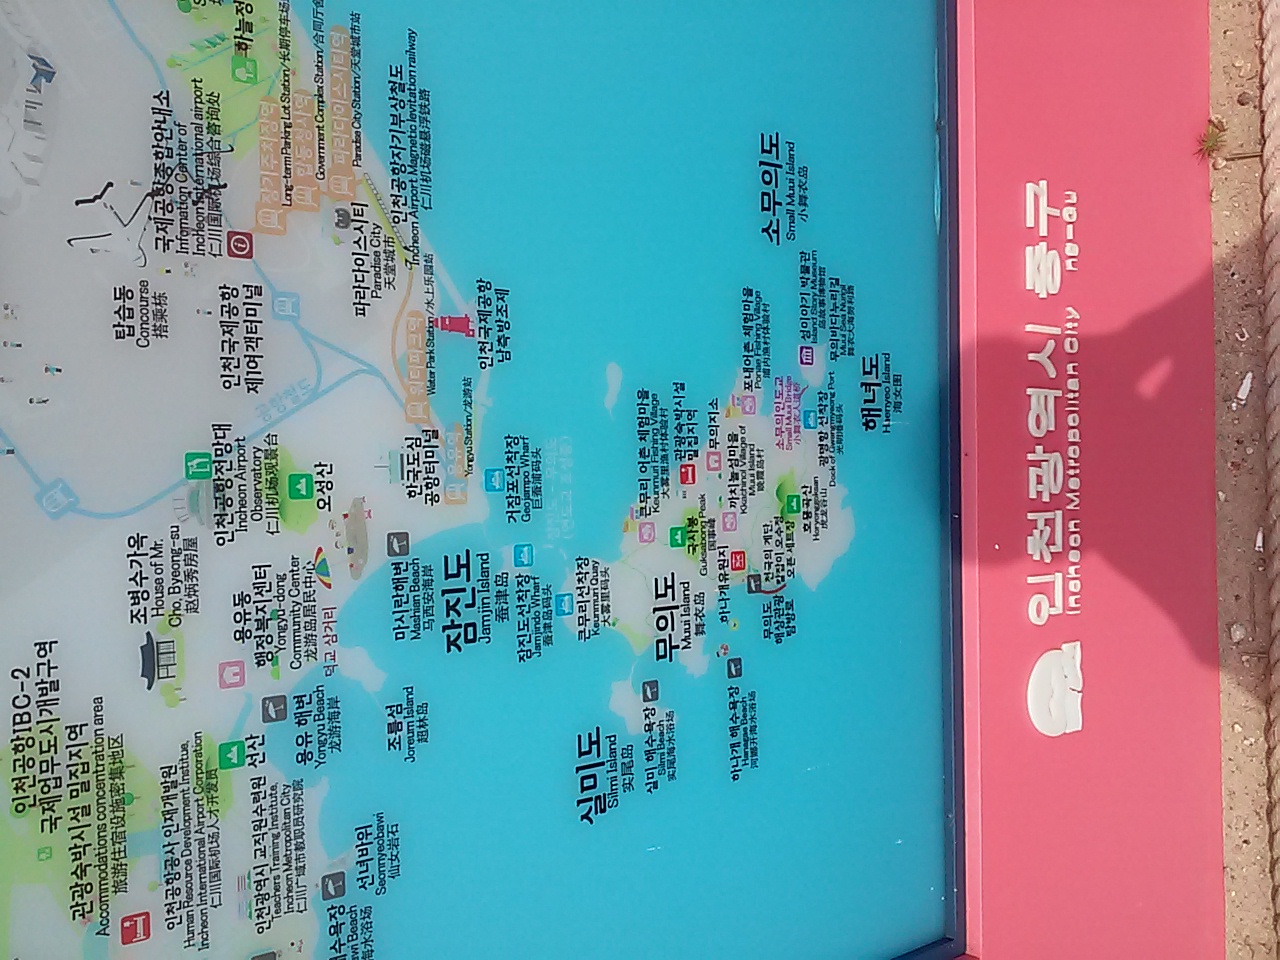 인천공항IBC-2
국제업무도시개발구역
관광숙박시설 밀집지역
Accommodations concentration area
旅游住宿设施密集地区
인천공항공사 인재개발원
Human Resource Development Institue,
Incheon International Airport Corporation
仁川国际机场人才开发员
조병수가옥
House of Mr.
Cho, Byeong-su
赵炳秀房屋
탑승동
Concourse
搭乘栋
국제공항종합안내소
Infomation Center of
Incheon International airport
仁川国际机场综合咨询处
인천광역시 교직원수련원
Teachers Training Institute,
Incheon Metropolitan City
仁川广域市教职员研究院
선산
용유동
행정복지센터
Yongyu-dong
Community Center
龙游岛居民中心
인천공항전망대
Incheon Airport
Observatory
仁川机场观景台
인천국제공항
제1여객터미널
공항철도
하늘정
장기주차장역
Long-term Parking Lot Station/长期停车场
합동청사역
Government Complex Station/合同厅舍
파라다이스시티역
Paradise City Station/天堂城市站
용유 해변
Yongyu Beach
龙游海岸
덕교 삼거리
오성산
해수욕장
awi Beach
海水浴场
선녀바위
Seonnyeobawi
仙女岩石
파라다이스시티
Paradise City
天堂城市
조름섬
Joreum Island
超林岛
마시란해변
Mashian Beach
马西安海岸
한국도심
공항터미널
인천공항자기부상철도
Incheon Airport Magnetic levitation railway
仁川机场磁悬浮铁路
워터파크역
Water Park Station/水上乐园站
용유역
Yongyu Station/龙游站
인천국제공항
남측방조제
잠진도
Jamjin Island
蚕津岛
잠진도선착장
Jamjindo Wharf
蚕津岛码头
거잠포선착장
Geojampo Wharf
巨蚕浦码头
잠진도 - 무의도
(연도교 조성중)
큰무리선착장
Keunmuri Quay
大雾里码头
실미도
Silmi Island
实尾岛
실미 해수욕장
Silmi Beach
实尾海水浴场
무의도
Muui Island
舞衣岛
큰무리 어촌 체험마을
Keunmuri Fishing Village
大雾里渔村体验村
국사봉
Guksabong Peak
国事峰
관광숙박시설
밀집지역
무의지소
하나개유원지
하나개 해수욕장
Hanagae Beach
河娜开海水浴场
까치놀섬마을
Kkachinol Village of
Muui Island
晚霞岛村
포내어촌 체험마을
Ponae Fishing Village
浦内渔村体验村
무의도
해상관광
탐방로
천국의 계단,
칼잡이 오수정
오픈 세트장
소무의인도교
Small Muui Bridge
小舞衣人道桥
소무의도
Small Muui Island
小舞衣岛
호룡곡산
Horyonggoksan
虎龙谷山
광명항 선착장
Dock of Gwangmyeong Port
光明港码头
섬이야기 박물관
Island Story Museum
岛故事博物馆
무의바다누리길
Muui Sea Nurigil
舞衣大海努利路
해녀도
Haenyeo Island
海女图
인천광역시 중구
Incheon Metropolitan City ng-Gu